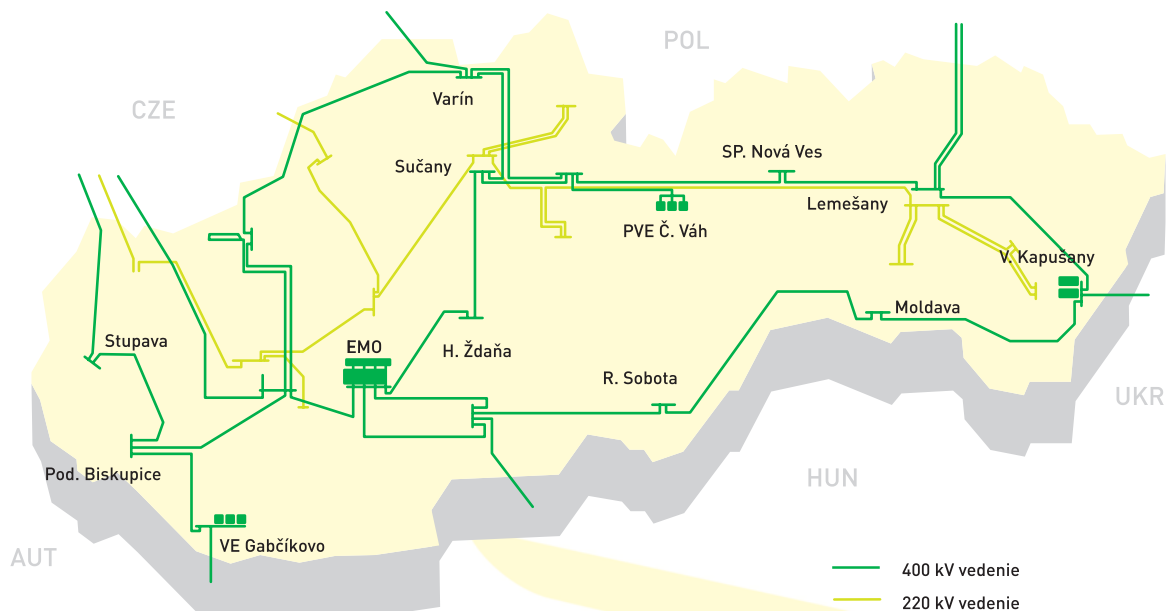 POL
CZE
Varín
SP. Nová Ves
Sučany
Lemešany
PVE Č. Váh
V. Kapušany
Moldava
Stupava
EMO
H. Ždaňa
R. Sobota
UKR
Pod. Biskupice
HUN
VE Gabčíkovo
AUT
400 kV vedenie
220 kV vedenie